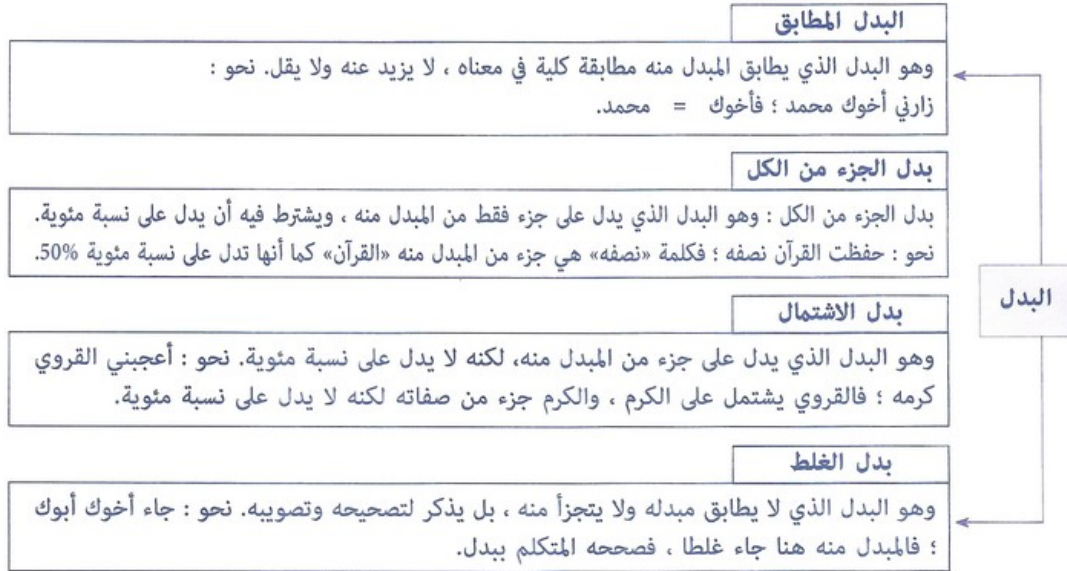 البدل المطابق
وهو البدل الذي يطابق المبدل منه مطابقة كلية في معناه ، لا يزيد عنه ولا يقل. نحو :
زارني أخوك محمد ؛ فأخوك = محمد.
بدل الجزء من الكل
بدل الجزء من الكل : وهو البدل الذي يدل على جزء فقط من المبدل منه ، ويشترط فيه أن يدل على نسبة مئوية.
نحو : حفظت القرآن نصفه ؛ فكلمة «نصفه» هي جزء من المبدل منه «القرآن» كما أنها تدل على نسبة مئوية 50%.
البدل
بدل الاشتمال
وهو البدل الذي يدل على جزء من المبدل منه، لكنه لا يدل على نسبة مئوية. نحو : أعجبني القروي
كرمه ؛ فالقروي يشتمل على الكرم ، والكرم جزء من صفاته لكنه لا يدل على نسبة مئوية.
بدل الغلط
وهو البدل الذي لا يطابق مبدله ولا يتجزأ منه ، بل يذكر لتصحيحه وتصويبه. نحو : جاء أخوك أبوك
؛ فالمبدل منه هنا جاء غلطا ، فصححه المتكلم ببدل.